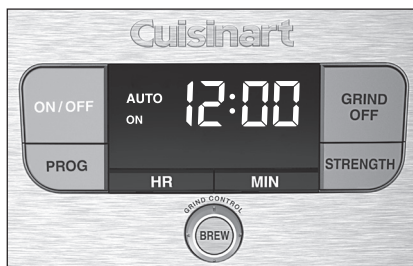 Cuisinart
ON/OFF
AUTO
ON
12:00
GRIND
OFF
PROG
HR
MIN
STRENGTH
GRIND CONTROL
BREW